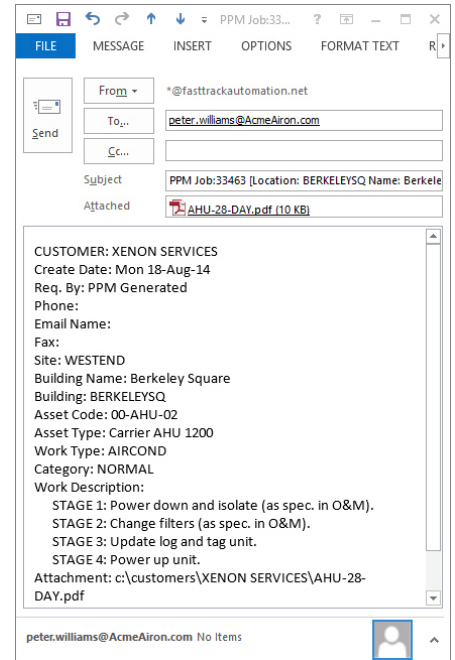 PPM Job:33... ?
FILE MESSAGE INSERT OPTIONS FORMAT TEXT R
Send
From *@fasttrackautomation.net
To... peter.williams@AcmeAiron.com
Cc...
Subject PPM Job:33463 [Location: BERKELEYSQ Name: Berkele
Attached AHU-28-DAY.pdf (10 KB)
CUSTOMER: XENON SERVICES
Create Date: Mon 18-Aug-14
Req. By: PPM Generated
Phone:
Email Name:
Fax:
Site: WESTEND
Building Name: Berkeley Square
Building: BERKELEYSQ
Asset Code: 00-AHU-02
Asset Type: Carrier AHU 1200
Work Type: AIRCOND
Category: NORMAL
Work Description:
STAGE 1: Power down and isolate (as spec. in O&M).
STAGE 2: Change filters (as spec. in O&M).
STAGE 3: Update log and tag unit.
STAGE 4: Power up unit.
Attachment: c:\customers\XENON SERVICES\AHU-28-
DAY.pdf
peter.williams@AcmeAiron.com No Items